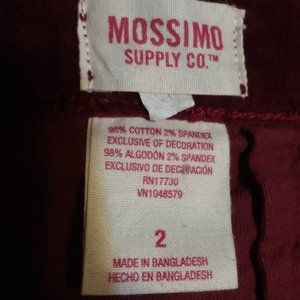 MOSSIMO
SUPPLY CO.™
98% COTTON 2% SPANDEX
EXCLUSIVE OF DECORATION
98% ALGODÓN 2% SPANDEX
EXCLUSIVO DE DECORACIÓN
RN17730
VN1048579
2
MADE IN BANGLADESH
HECHO EN BANGLADESH